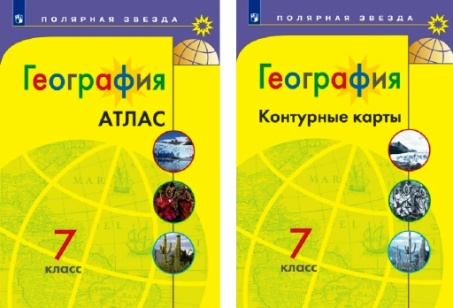 ПОЛЯРНАЯ ЗВЕЗДА
География
АТЛАС
7
класс
ПОЛЯРНАЯ ЗВЕЗДА
География
Контурные карты
7
класс